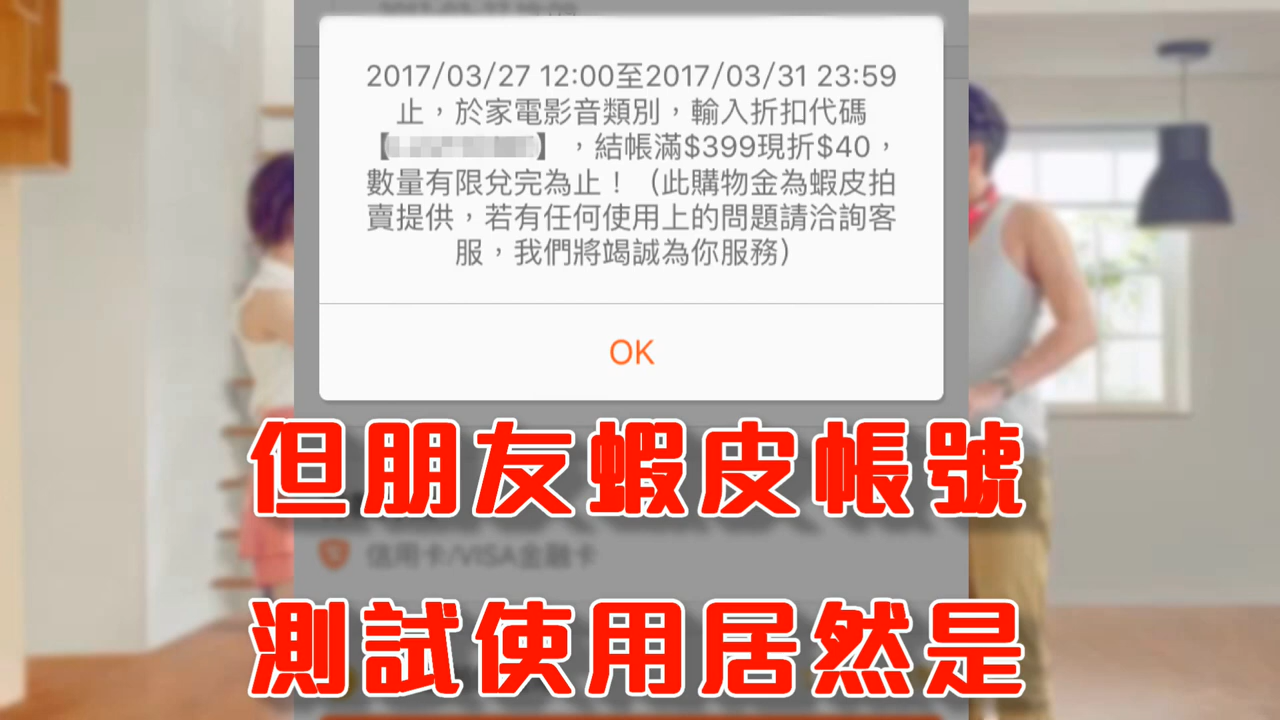 2017/03/27 12:00至2017/03/31 23:59
止，於家電影音類別，輸入折扣代碼
【】，結帳滿$399現折$40，
數量有限兌完為止！（此購物金為蝦皮拍
賣提供，若有任何使用上的問題請洽詢客
服，我們將竭誠為你服務）
OK
但朋友蝦皮帳號
信用卡/VISA金融卡
測試使用居然是